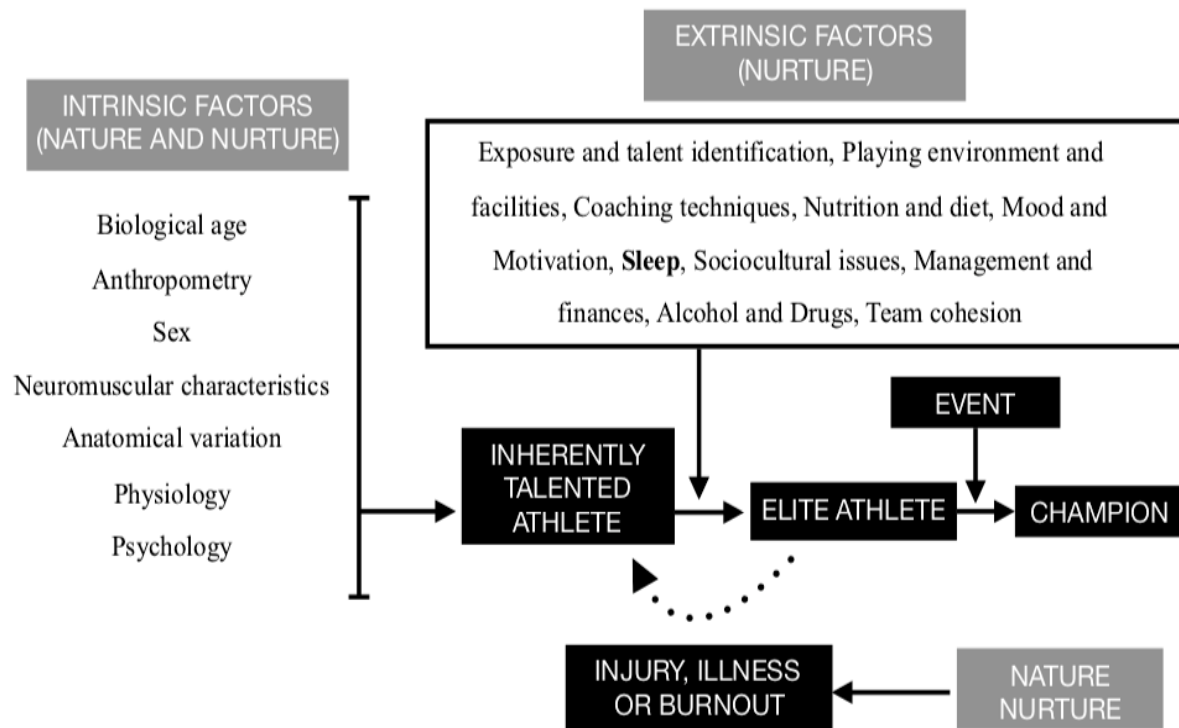 EXTRINSIC FACTORS
(NURTURE)
INTRINSIC FACTORS
(NATURE AND NURTURE)
Exposure and talent identification, Playing environment and
facilities, Coaching techniques, Nutrition and diet, Mood and
Motivation, Sleep, Sociocultural issues, Management and
finances, Alcohol and Drugs, Team cohesion
Biological age
Anthropometry
Sex
Neuromuscular characteristics
Anatomical variation
Physiology
Psychology
EVENT
INHERENTLY
TALENTED
ATHLETE
ELITE ATHLETE
CHAMPION
INJURY, ILLNESS
OR BURNOUT
NATURE
NURTURE